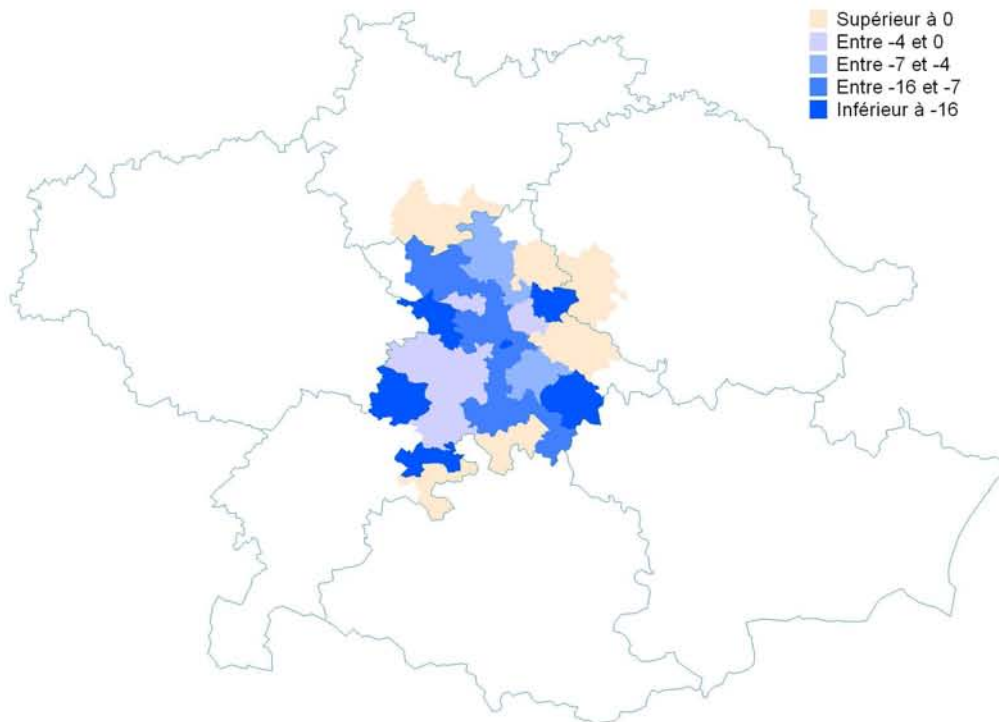 Supérieur à 0
Entre -4 et 0
Entre -7 et -4
Entre -16 et -7
Inférieur à -16